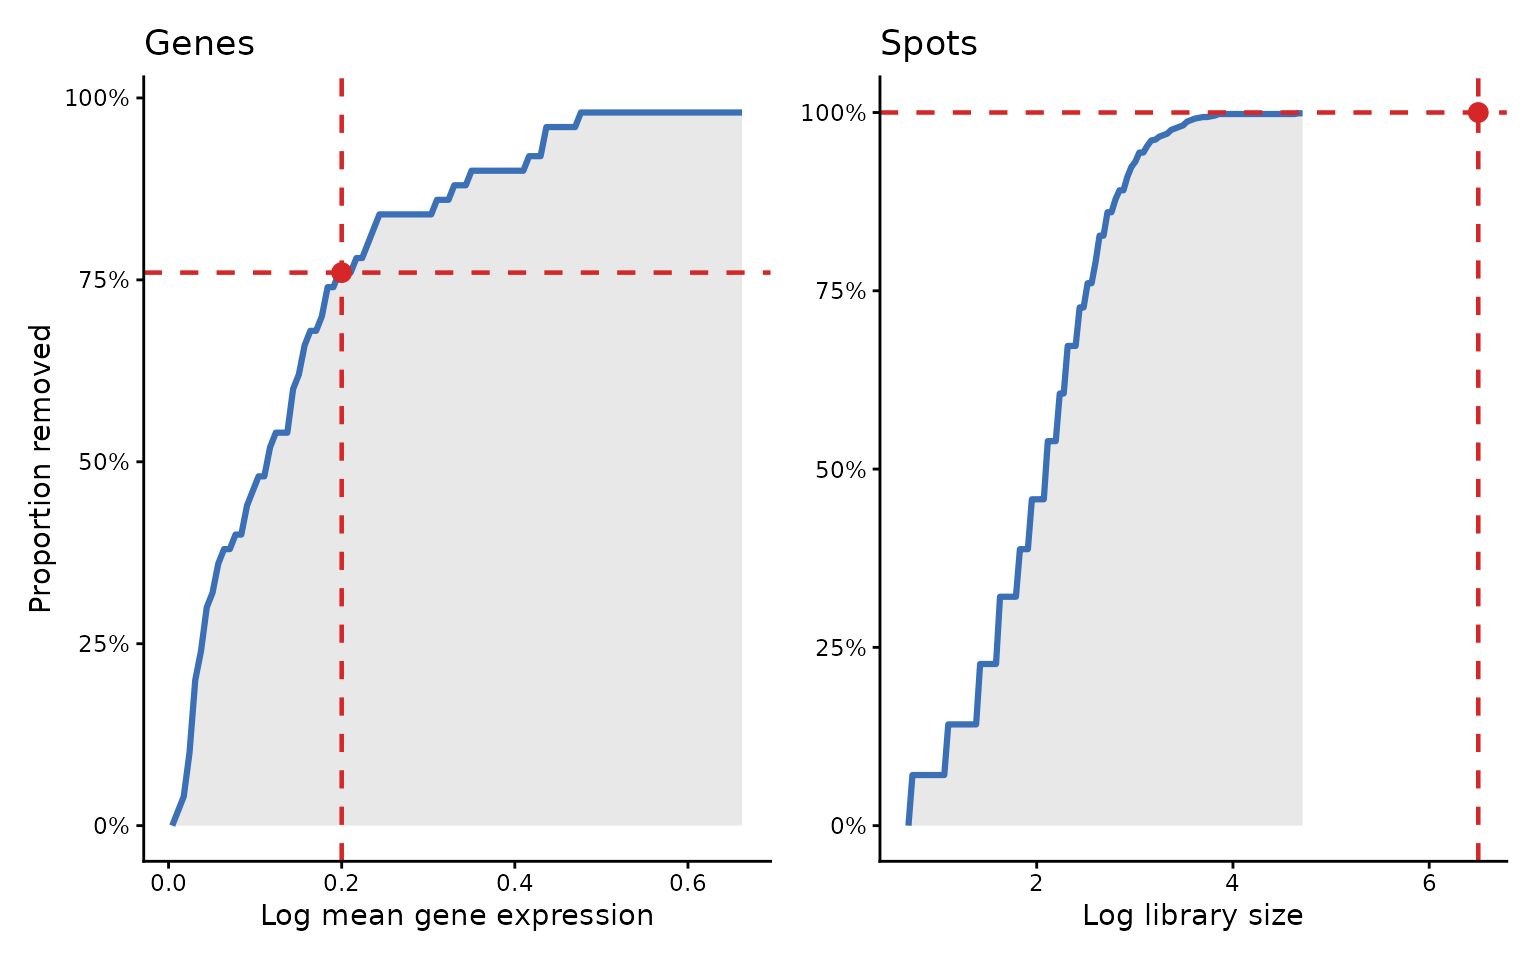 Genes
Proportion removed
100%
75%
50%
25%
0%
0.0 0.2 0.4 0.6
Log mean gene expression
Spots
100%
75%
50%
25%
0%
2 4 6
Log library size